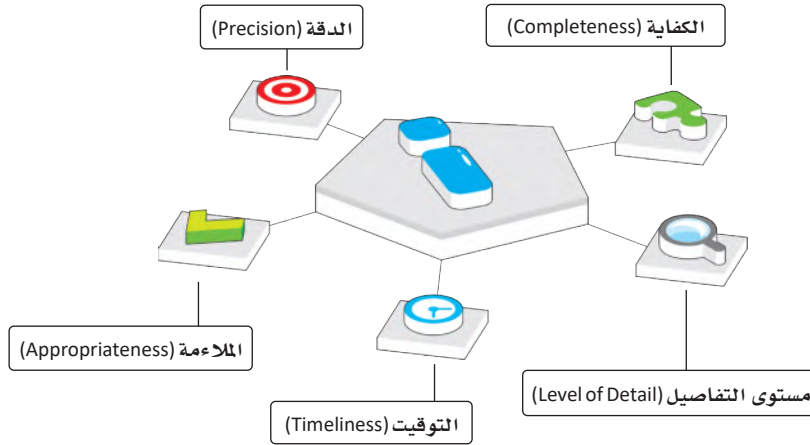 الكفاية (Completeness)
الدقة (Precision)
الملاءمة (Appropriateness)
مستوى التفاصيل (Level of Detail)
التوقيت (Timeliness)